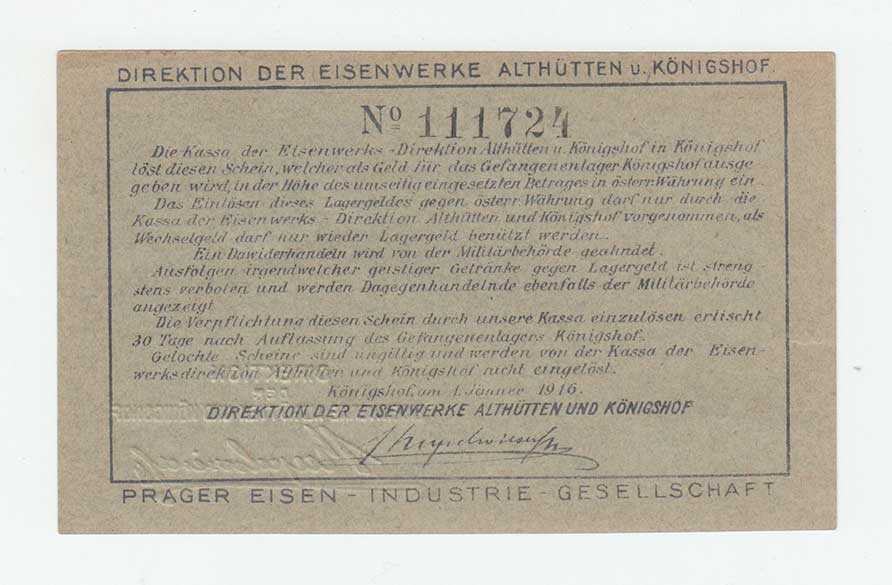 DIREKTION DER EISENWERKE ALTHÜTTEN u. KÖNIGSHOF
No 111724
Die Kassa der Eisenwerks-Direktion Althütten u. Königshof in Königshof
löst diesen Schein, welcher als Geld für das Gefangenenlager Königshof ausge
geben wird, in der Höhe des umseitig eingesetzten Betrages in österr. Währung ein.
Das Einlösen dieses Lagergeldes gegen österr. Währung darf nur durch die
Kassa der Eisenwerks-Direktion Althütten und Königshof vorgenommen, als
Wechselgeld darf nur wieder Lagergeld benützt werden.
Ein Dawiderhandeln wird von der Militärbehörde geahndet.
Ausfolgen irgendwelcher geistiger Getränke gegen Lagergeld ist streng-
stens verboten und werden Dagegenhandelnde ebenfalls der Militärbehörde
angezeigt.
Die Verpflichtung diesen Schein durch unsere Kassa einzulösen erlischt
30 Tage nach Auflassung des Gefangenenlagers Königshof.
Gelochte Scheine sind ungiltig und werden von der Kassa der Eisen-
werksdirektion Althütten und Königshof nicht eingelöst.
Königshof, am 1. Jänner 1916.
DIREKTION DER EISENWERKE ALTHÜTTEN UND KÖNIGSHOF
PRAGER EISEN-INDUSTRIE-GESELLSCHAFT